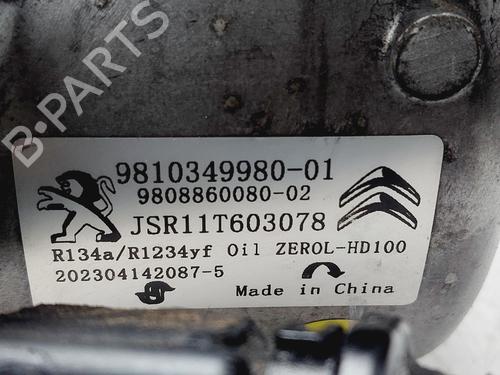 B-PARTS
9810349980-01
9808860080-02
JSR11T603078
R134a/R1234yf Oil ZEROL-HD100
202304142087-5
Made in China